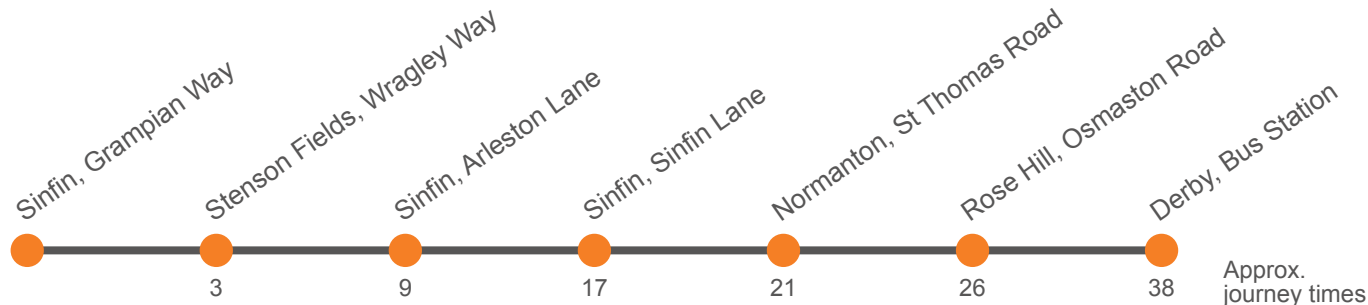 Sinfin, Grampian Way
Stenson Fields, Wragley Way
Sinfin, Arleston Lane
Sinfin, Sinfin Lane
Normanton, St Thomas Road
Rose Hill, Osmaston Road
Derby, Bus Station
3
9
17
21
26
38
Approx.
journey times